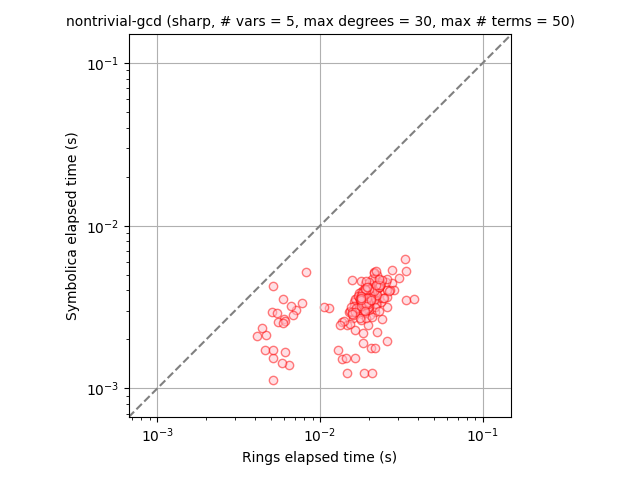 nontrivial-gcd (sharp, # vars = 5, max degrees = 30, max # terms = 50)
Symbolica elapsed time (s)
10⁻¹
10⁻²
10⁻³
10⁻³ 10⁻² 10⁻¹
Rings elapsed time (s)